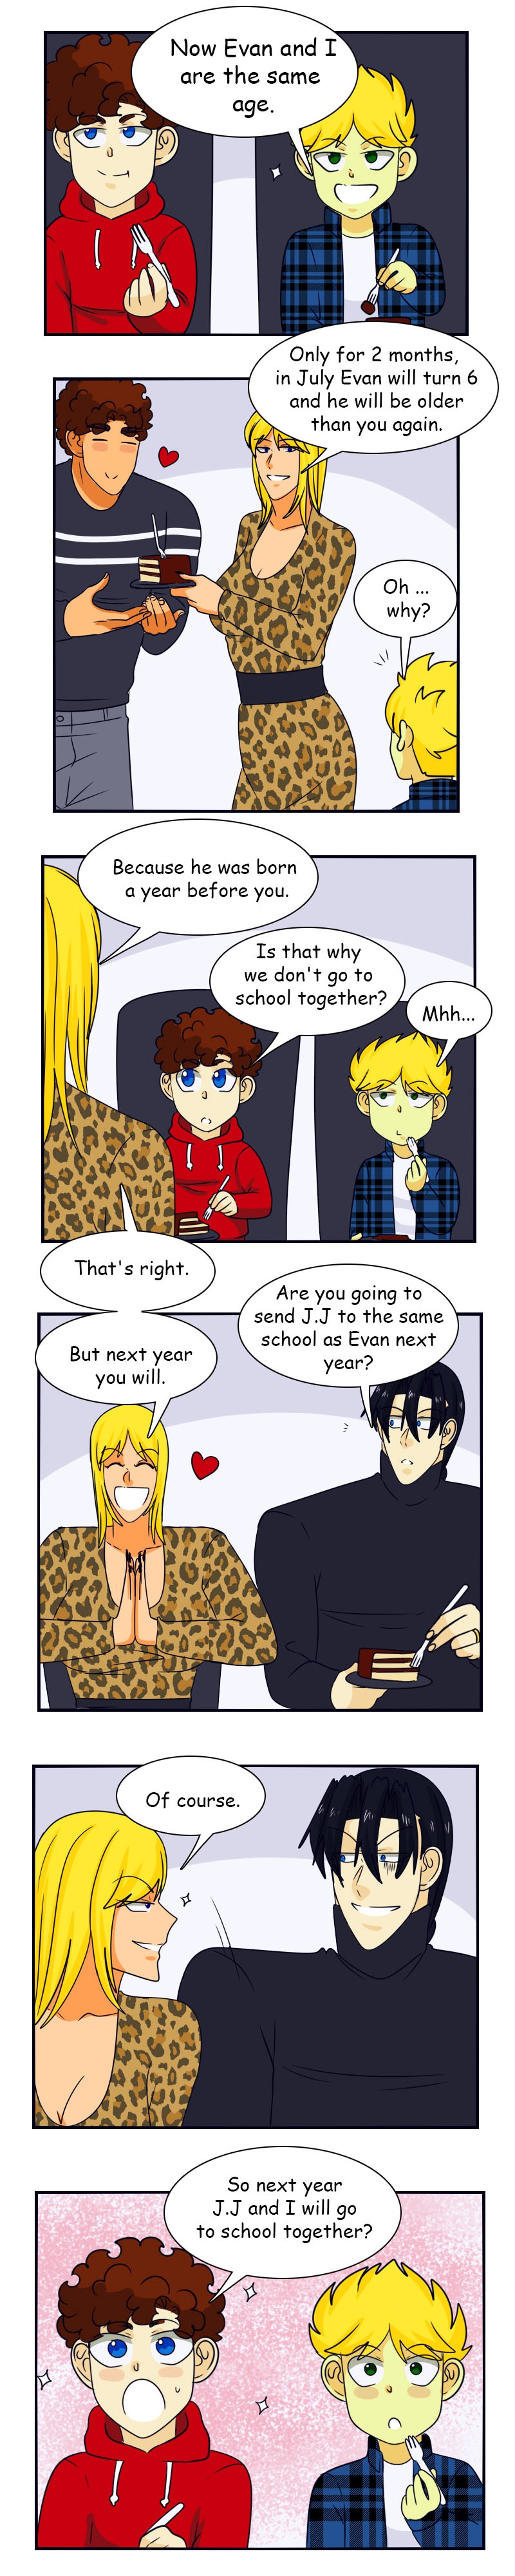 Now Evan and I
are the same
age.
Only for 2 months,
in July Evan will turn 6
and he will be older
than you again.
Oh ...
why?
Because he was born
a year before you.
Is that why
we don't go to
school together?
Mhh...
That's right.
But next year
you will.
Are you going to
send J.J to the same
school as Evan next
year?
Of course.
So next year
J.J and I will go
to school together?